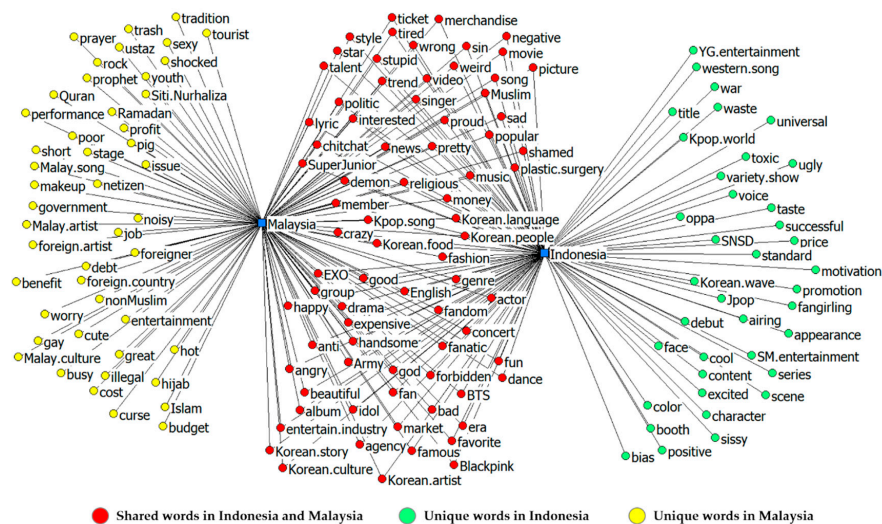 tradition
trash
prayer
ustaz
sexy
tourist
rock
shocked
prophet
youth
Quran
Siti.Nurhaliza
performance
Ramadan
poor
profit
pig
short
stage
issue
Malay.song
makeup
netizen
government
noisy
Malay.artist
job
foreign.artist
foreigner
debt
benefit
foreign.country
nonMuslim
worry
entertainment
cute
gay
great
hot
Malay.culture
busy
illegal
hijab
cost
curse
Islam
budget
Malaysia
ticket
merchandise
style
tired
negative
star
wrong
sin
movie
talent
stupid
weird
picture
trend
video
song
Muslim
politic
singer
lyric
interested
proud
sad
popular
chitchat
news
pretty
shamed
SuperJunior
plastic.surgery
demon
religious
music
member
money
Kpop.song
Korean.language
crazy
Korean.people
Korean.food
fashion
EXO
good
genre
group
English
actor
happy
drama
fandom
expensive
concert
anti
handsome
fanatic
angry
Army
god
forbidden
fun
dance
beautiful
fan
BTS
album
idol
bad
entertain.industry
market
era
favorite
Korean.story
agency
famous
Korean.culture
Blackpink
Korean.artist
Indonesia
YG.entertainment
western.song
war
title
waste
universal
Kpop.world
toxic
ugly
variety.show
voice
taste
oppa
successful
SNSD
price
standard
motivation
Korean.wave
promotion
Jpop
fangirling
debut
airing
appearance
face
cool
SM.entertainment
content
series
excited
scene
color
character
booth
sissy
bias
positive
Shared words in Indonesia and Malaysia
Unique words in Indonesia
Unique words in Malaysia